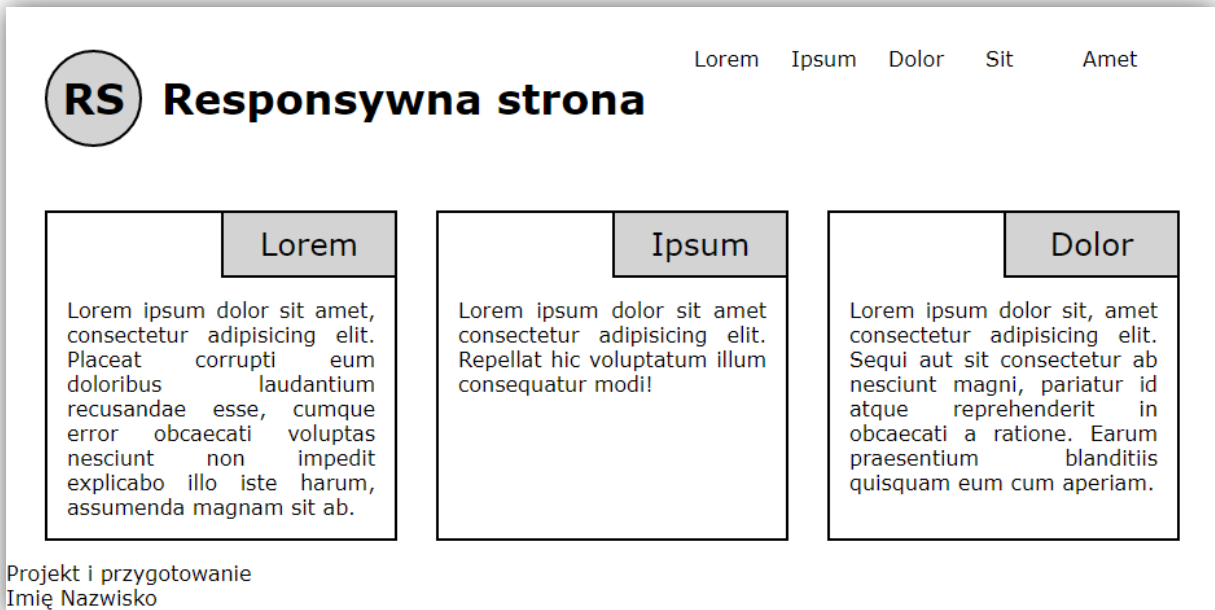 RS Responsywna strona
Lorem Ipsum Dolor Sit Amet
Lorem
Lorem ipsum dolor sit amet,
consectetur adipisicing elit.
Placeat corrupti eum
doloribus laudantium
recusandae esse, cumque
error obcaecati voluptas
nesciunt non impedit
explicabo illo iste harum,
assumenda magnam sit ab.
Ipsum
Lorem ipsum dolor sit amet
consectetur adipisicing elit.
Repellat hic voluptatum illum
consequatur modi!
Dolor
Lorem ipsum dolor sit, amet
consectetur adipisicing elit.
Sequi aut sit consectetur ab
nesciunt magni, pariatur id
atque reprehenderit in
obcaecati a ratione. Earum
praesentium blanditiis
quisquam eum cum aperiam.
Projekt i przygotowanie
Imię Nazwisko